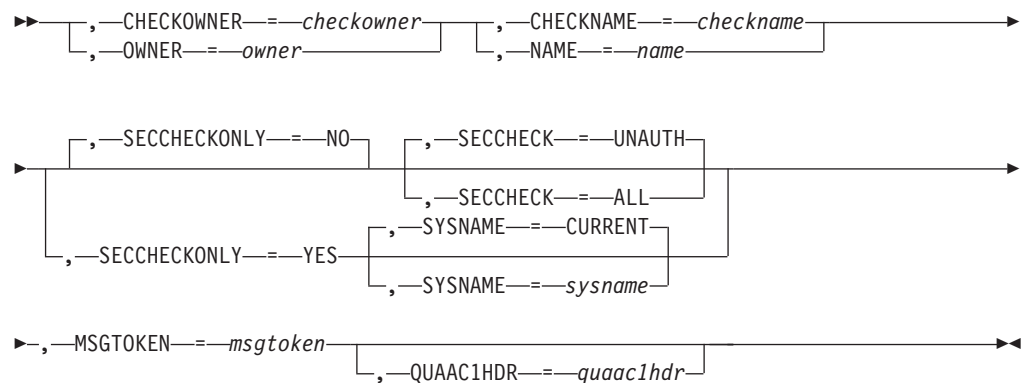 , CHECKOWNER = checkowner , CHECKNAME = checkname
, OWNER = owner , NAME = name
, SECCHECKONLY = NO , SECCHECK = UNAUTH
, SECCHECK = ALL
, SYSNAME = CURRENT
, SECCHECKONLY = YES
, SYSNAME = sysname
, MSGTOKEN = msgtoken
, QUAAC1HDR = quaac1hdr